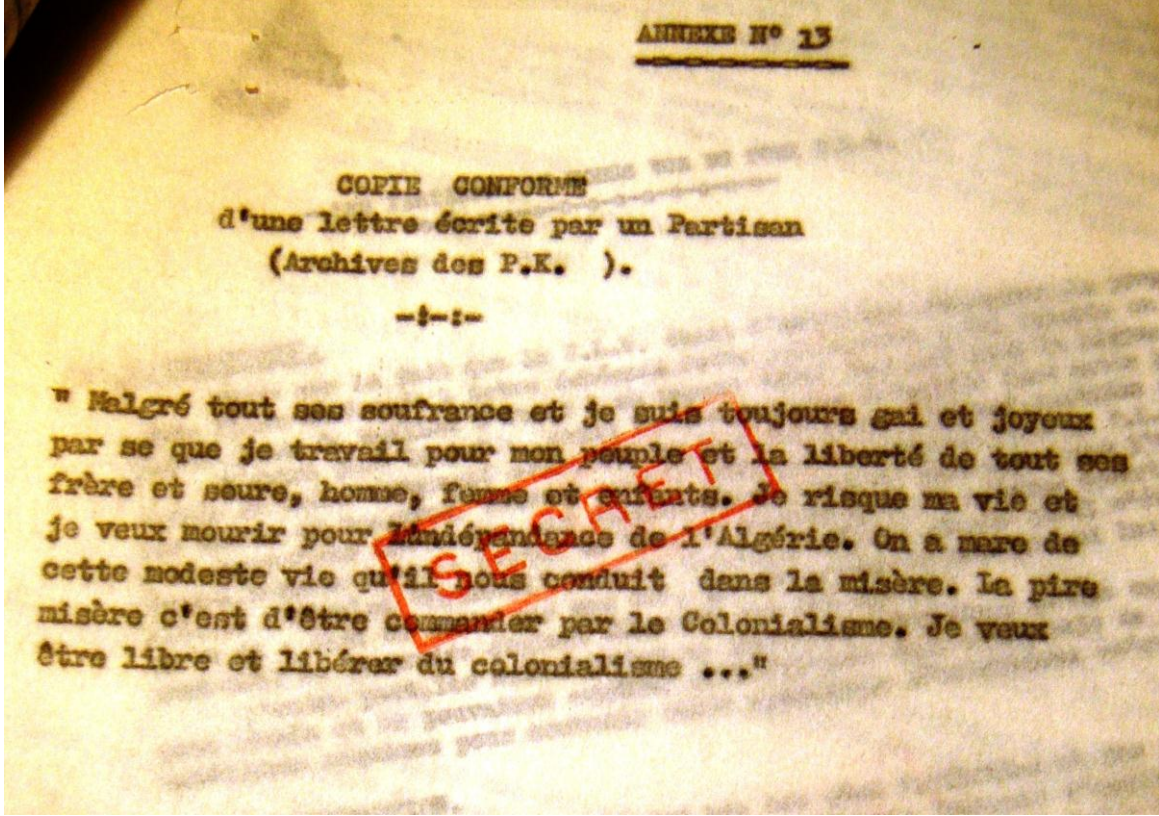 ANNEXE N° 13
COPIE CONFORME
d'une lettre écrite par un Partisan
(Archives des P.K. ).
-:-:-
" Malgré tout ses soufrance et je suis toujours gai et joyeux
par se que je travail pour mon peuple et la liberté de tout ses
frère et soure, homme, femme et enfants. Je risque ma vie et
je veux mourir pour l'indépendance de l'Algérie. On a mare de
cette modeste vie qu'il nous conduit dans la misère. La pire
misère c'est d'être commander par le Colonialisme. Je veux
être libre et libérer du colonialisme ..."
SECRET